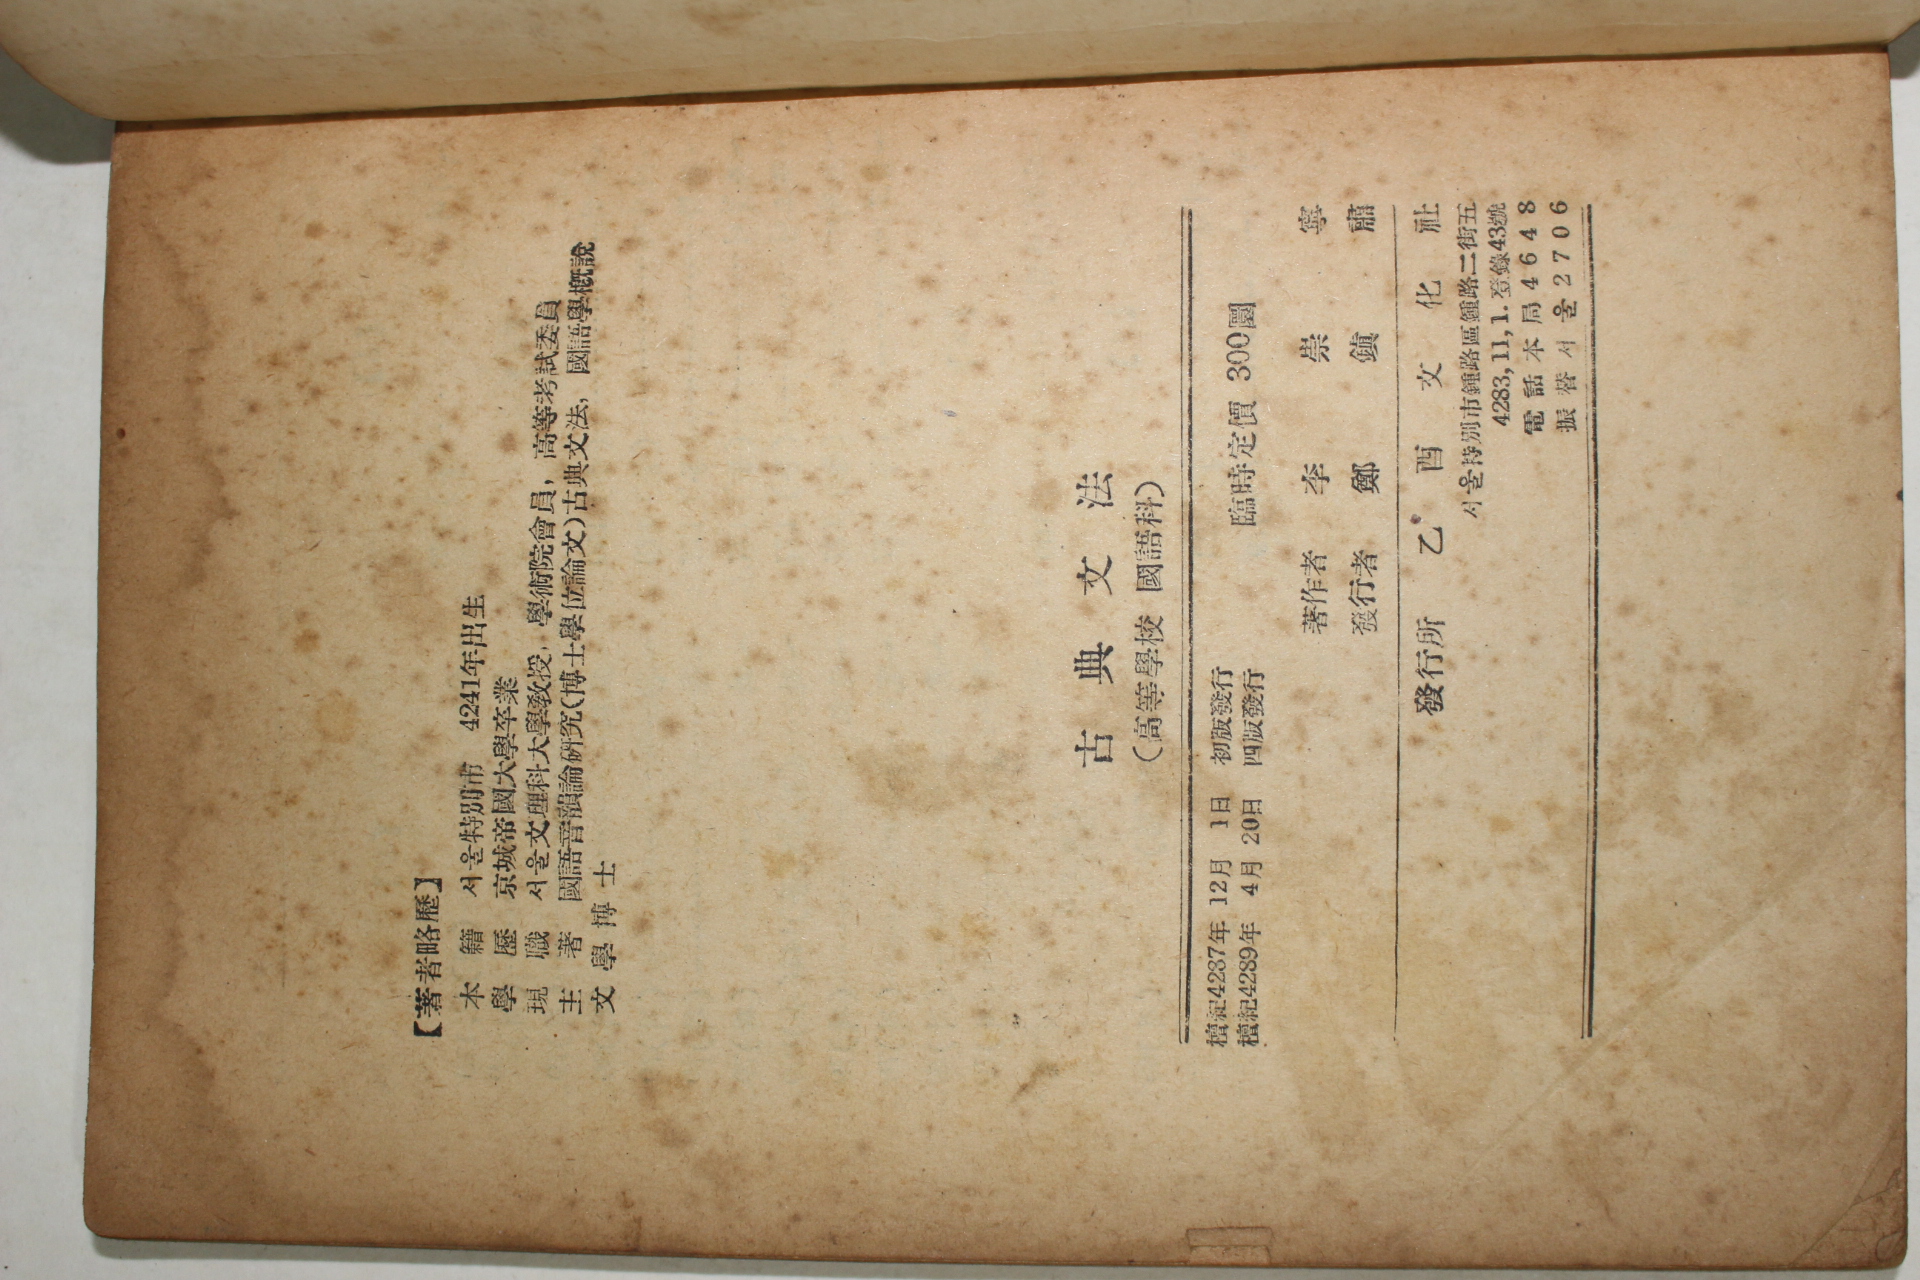 【著者略歷】
本籍 서울特別市 4241年出生
學歷 京城帝國大學卒業
現職 서울文理科大學敎授, 學術院會員, 高等考試委員
主著 國語音韻論硏究(博士學位論文)古典文法, 國語學槪說
文學博士
古典文法
(高等學校 國語科)
檀紀4287年 12月 1日 初版發行
檀紀4289年 4月 20日 四版發行
臨時定價 300圜
著作者 李崇寧
發行者 鄭鎭肅
發行所 乙酉文化社
서울特別市鍾路區鍾路二街五
4283,11,1. 登錄43號
電話本局4648
振替서울2706